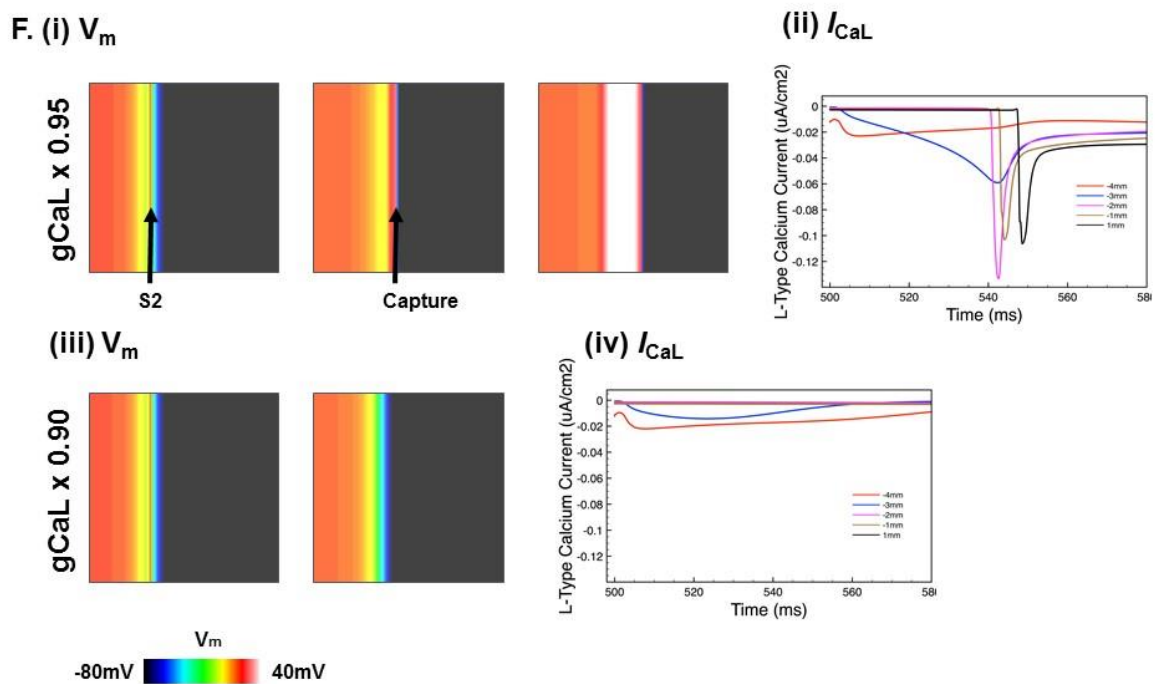 F. (i) Vm
(ii) ICaL
gCaL x 0.95
S2
Capture
L-Type Calcium Current (uA/cm2)
0
-0.02
-0.04
-0.06
-0.08
-0.1
-0.12
-4mm
-3mm
-2mm
-1mm
1mm
500
520
540
560
580
Time (ms)
(iii) Vm
(iv) ICaL
gCaL x 0.90
L-Type Calcium Current (uA/cm2)
0
-0.02
-0.04
-0.06
-0.08
-0.1
-0.12
-4mm
-3mm
-2mm
-1mm
1mm
500
520
540
560
580
Time (ms)
Vm
-80mV
40mV